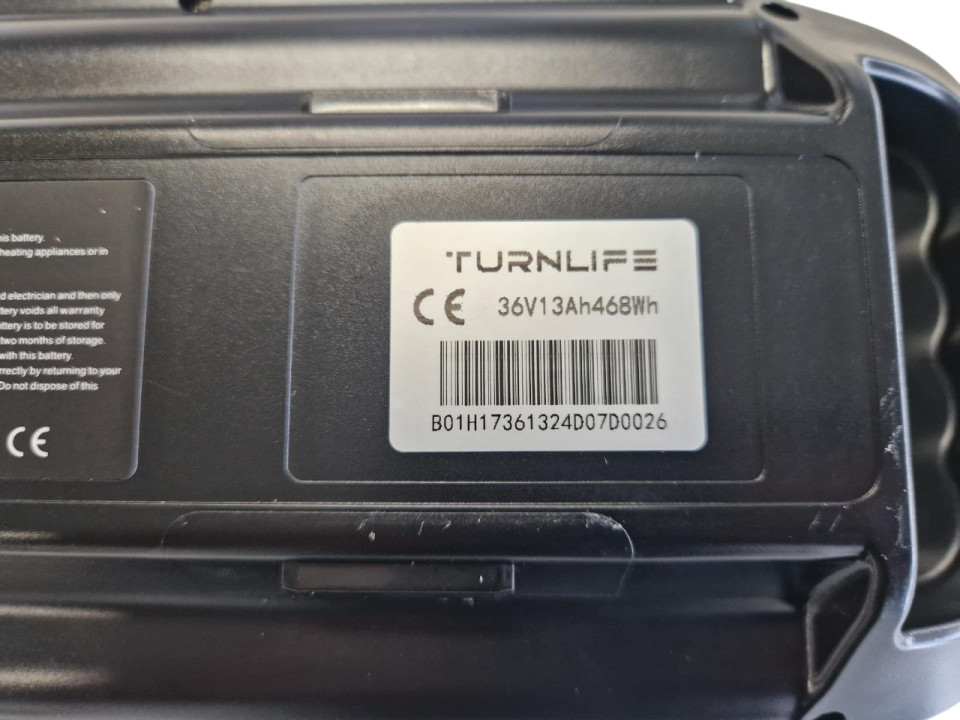 his battery.
heating appliances or in
d electrician and then only
ttery voids all warranty
ttery is to be stored for
two months of storage.
with this battery.
rrectly by returning to your
Do not dispose of this
CE
TURNLIFE
CE 36V13Ah468Wh
B01H17361324D07D0026